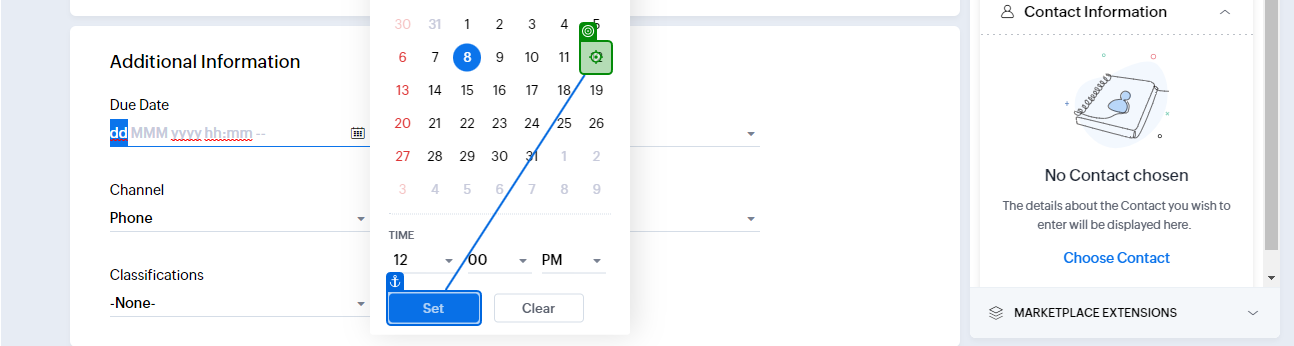 30 31 1 2 3 4 5
6 7 8 9 10 11
13 14 15 16 17 18 19
20 21 22 23 24 25 26
27 28 29 30 31 1 2
3 4 5 6 7 8 9
TIME
12 00 PM
Set Clear
Additional Information
Due Date
dd MMM yyyy hh:mm --
Channel
Phone
Classifications
-None-
Contact Information
No Contact chosen
The details about the Contact you wish to
enter will be displayed here.
Choose Contact
MARKETPLACE EXTENSIONS